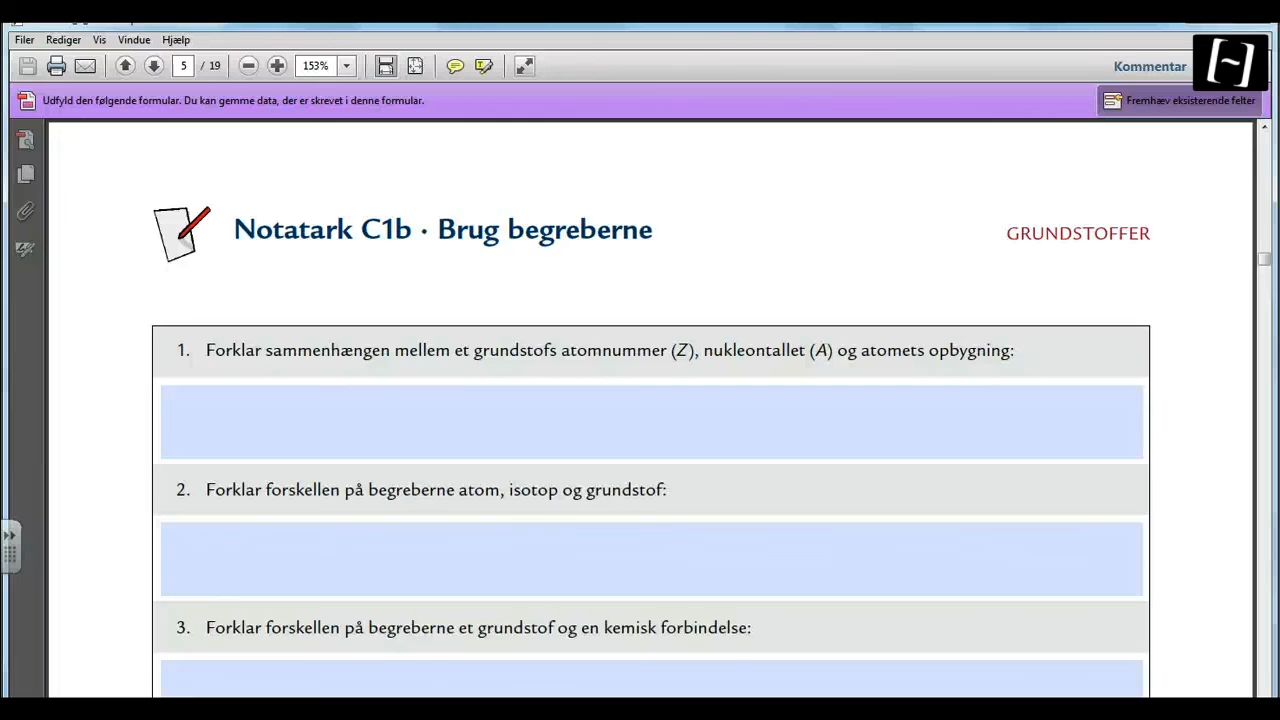 Filer Rediger Vis Vindue Hjælp
5 / 19 153% Kommentar
[~]
Udfyld den følgende formular. Du kan gemme data, der er skrevet i denne formular. Fremhæv eksisterende felter
Notatark C1b · Brug begreberne
GRUNDSTOFFER
1. Forklar sammenhængen mellem et grundstofs atomnummer (Z), nukleontallet (A) og atomets opbygning:
2. Forklar forskellen på begreberne atom, isotop og grundstof:
3. Forklar forskellen på begreberne et grundstof og en kemisk forbindelse: